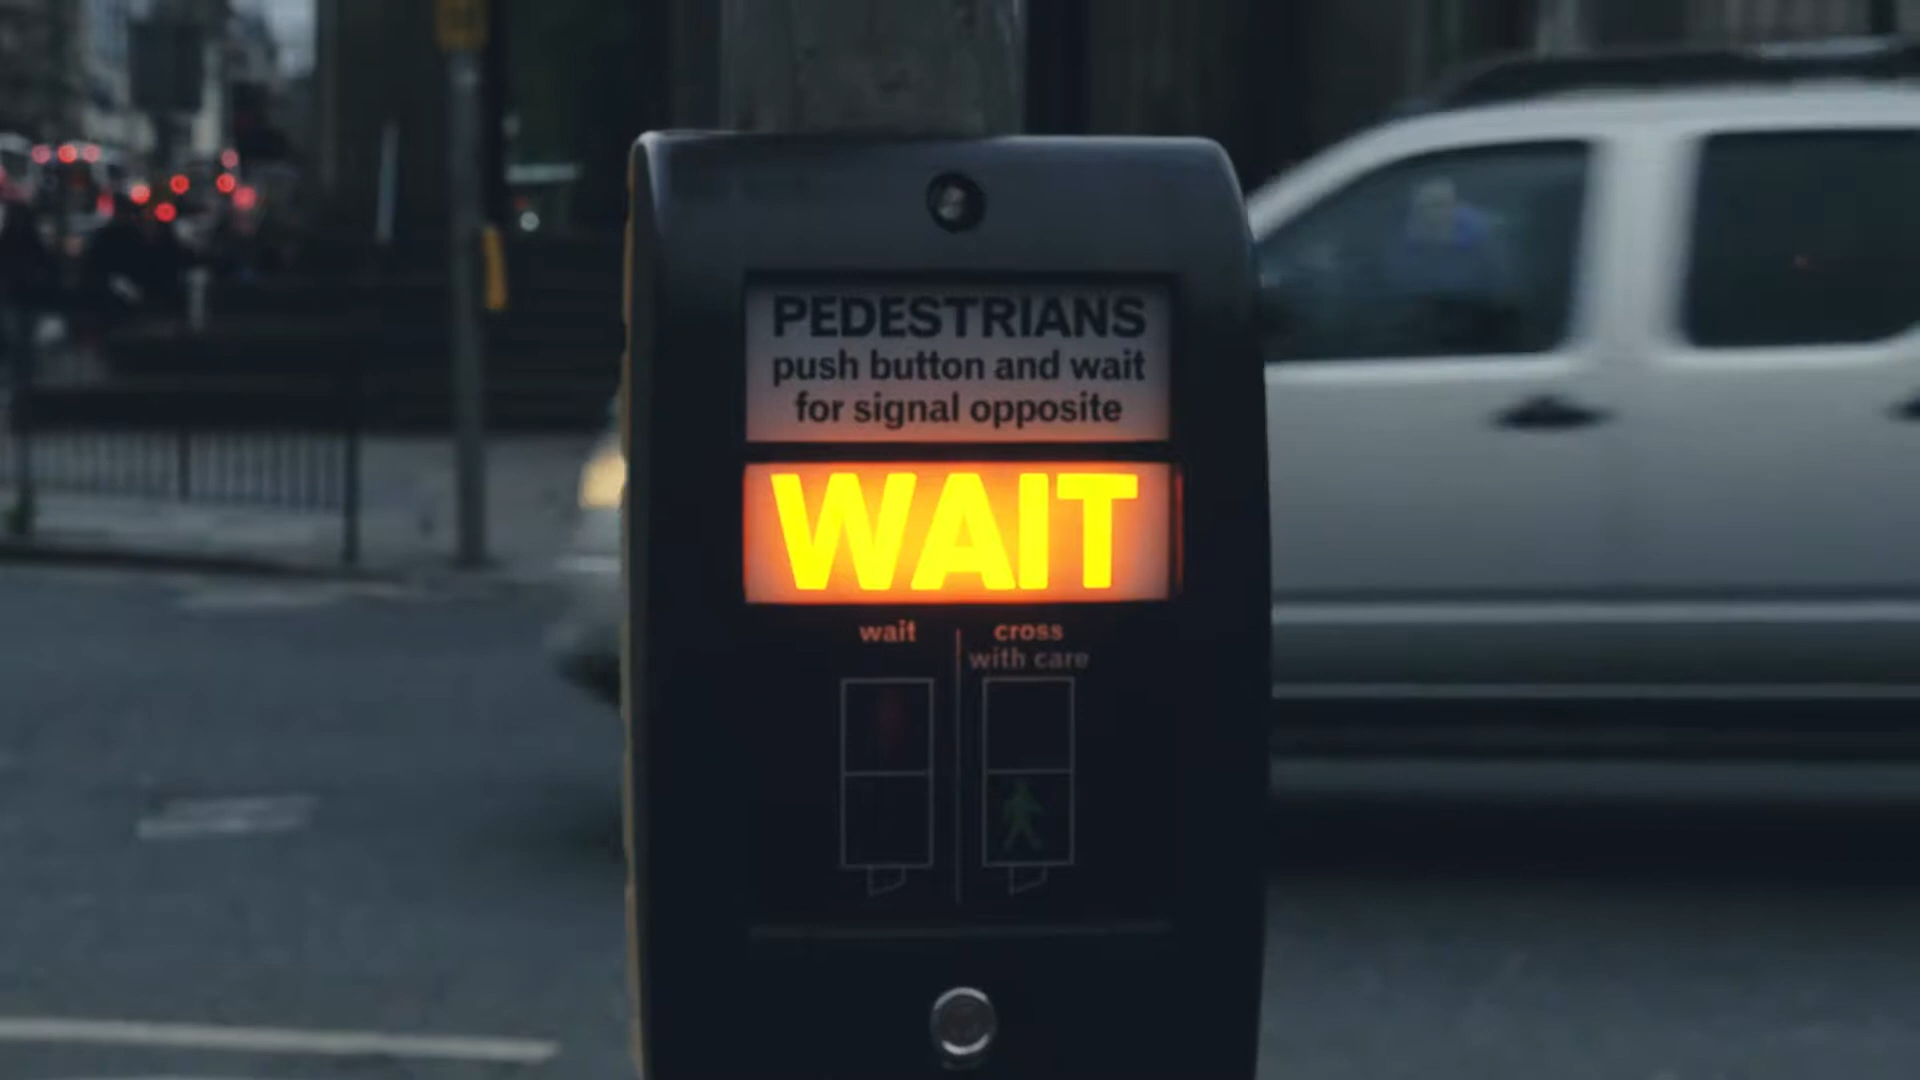 PEDESTRIANS
push button and wait
for signal opposite
WAIT
wait
cross
with care